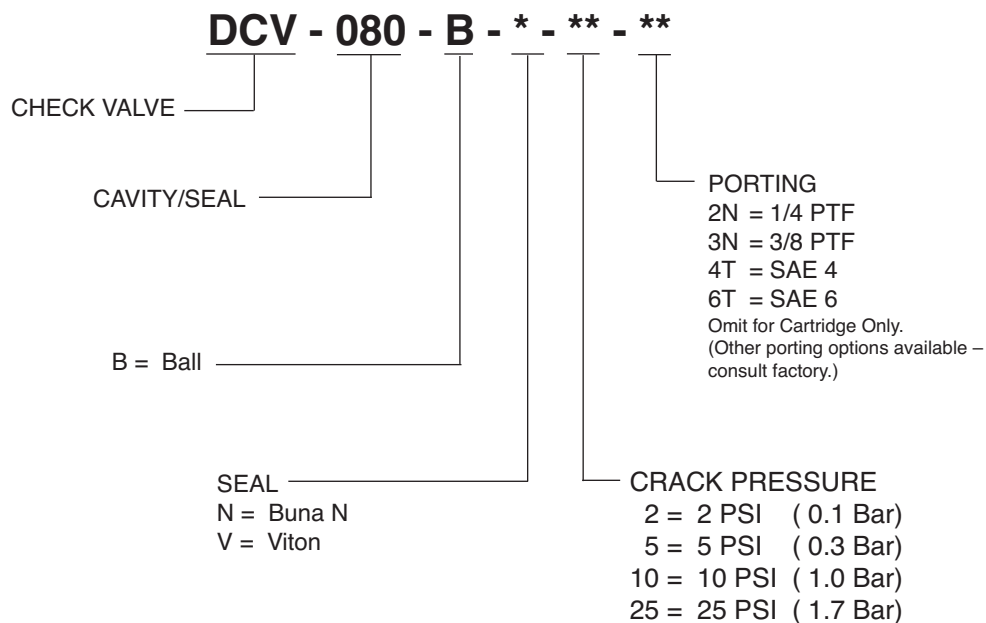 DCV - 080 - B - * - ** - **
CHECK VALVE
CAVITY/SEAL
PORTING
2N = 1/4 PTF
3N = 3/8 PTF
4T = SAE 4
6T = SAE 6
Omit for Cartridge Only.
(Other porting options available –
consult factory.)
B = Ball
SEAL
N = Buna N
V = Viton
CRACK PRESSURE
2 = 2 PSI ( 0.1 Bar)
5 = 5 PSI ( 0.3 Bar)
10 = 10 PSI ( 1.0 Bar)
25 = 25 PSI ( 1.7 Bar)